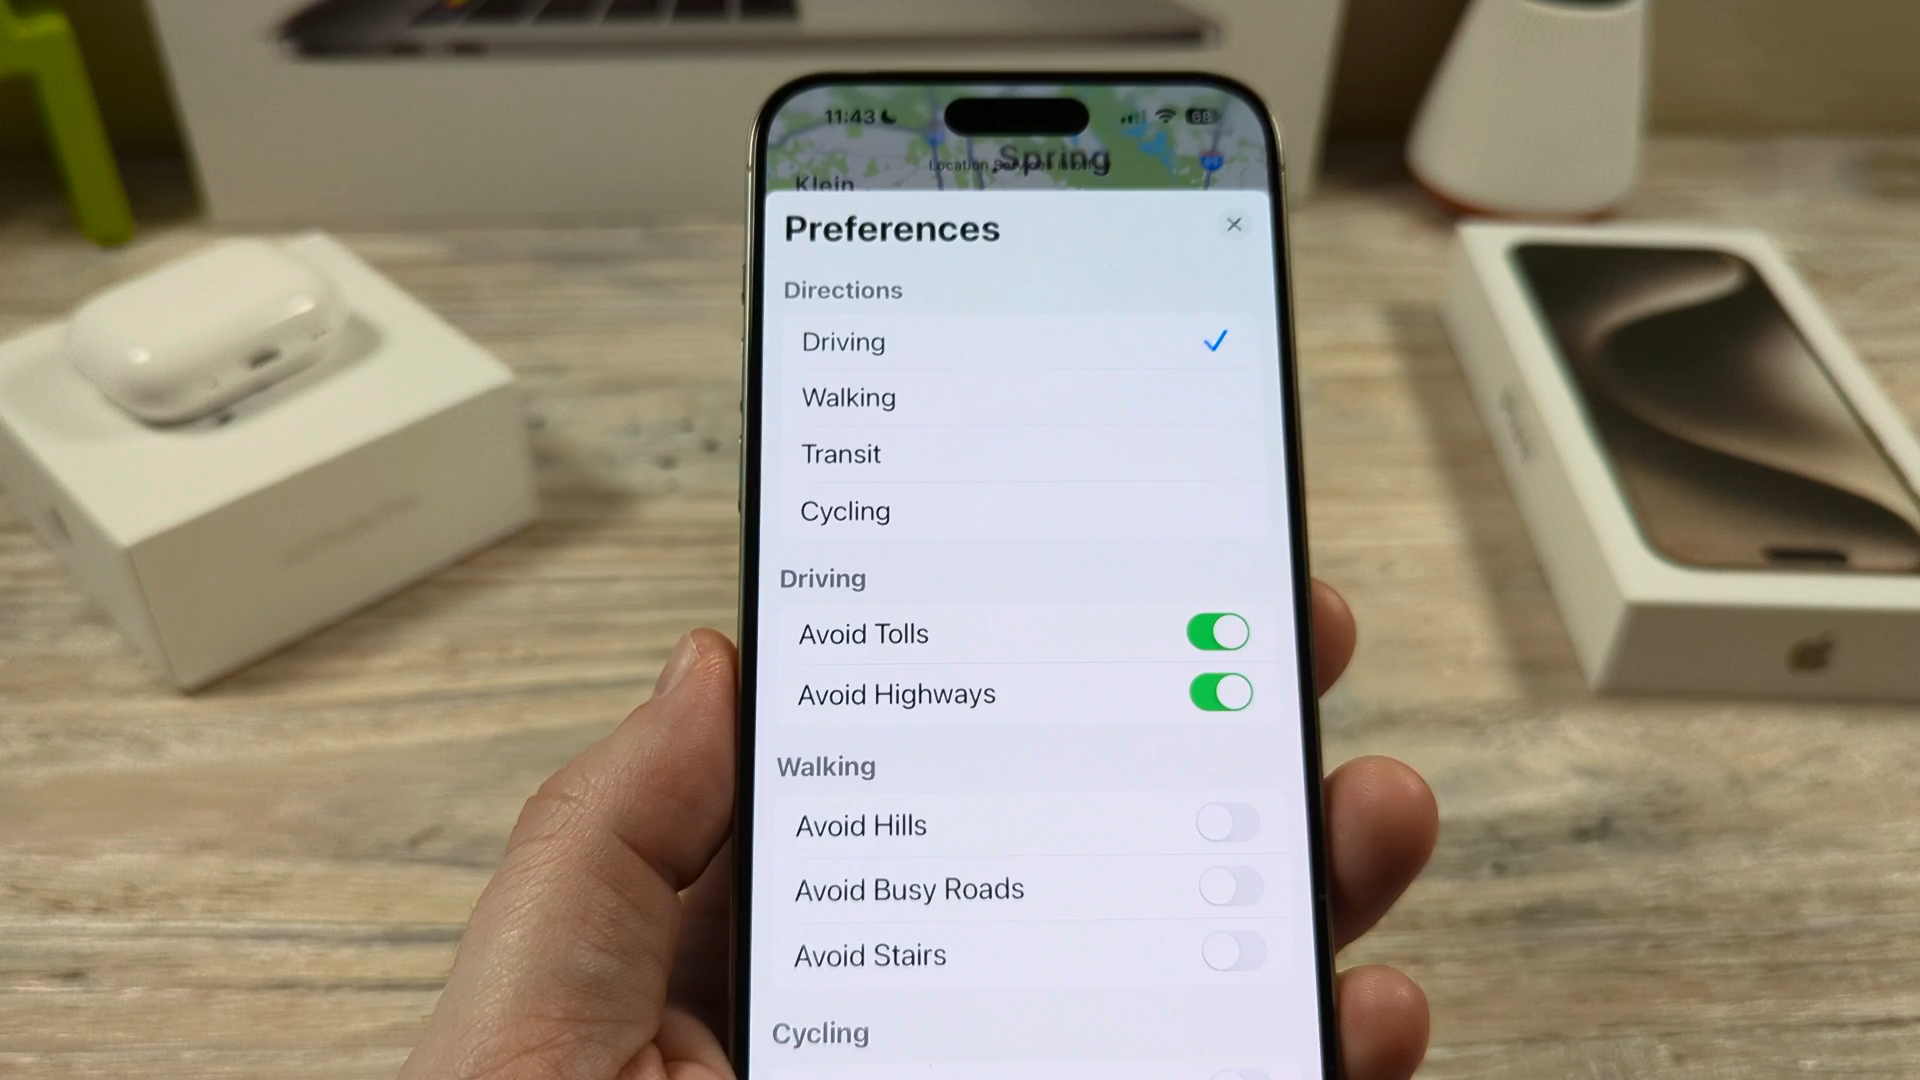 11:43
68
Spring
Klein
Preferences
Directions
Driving
Walking
Transit
Cycling
Driving
Avoid Tolls
Avoid Highways
Walking
Avoid Hills
Avoid Busy Roads
Avoid Stairs
Cycling